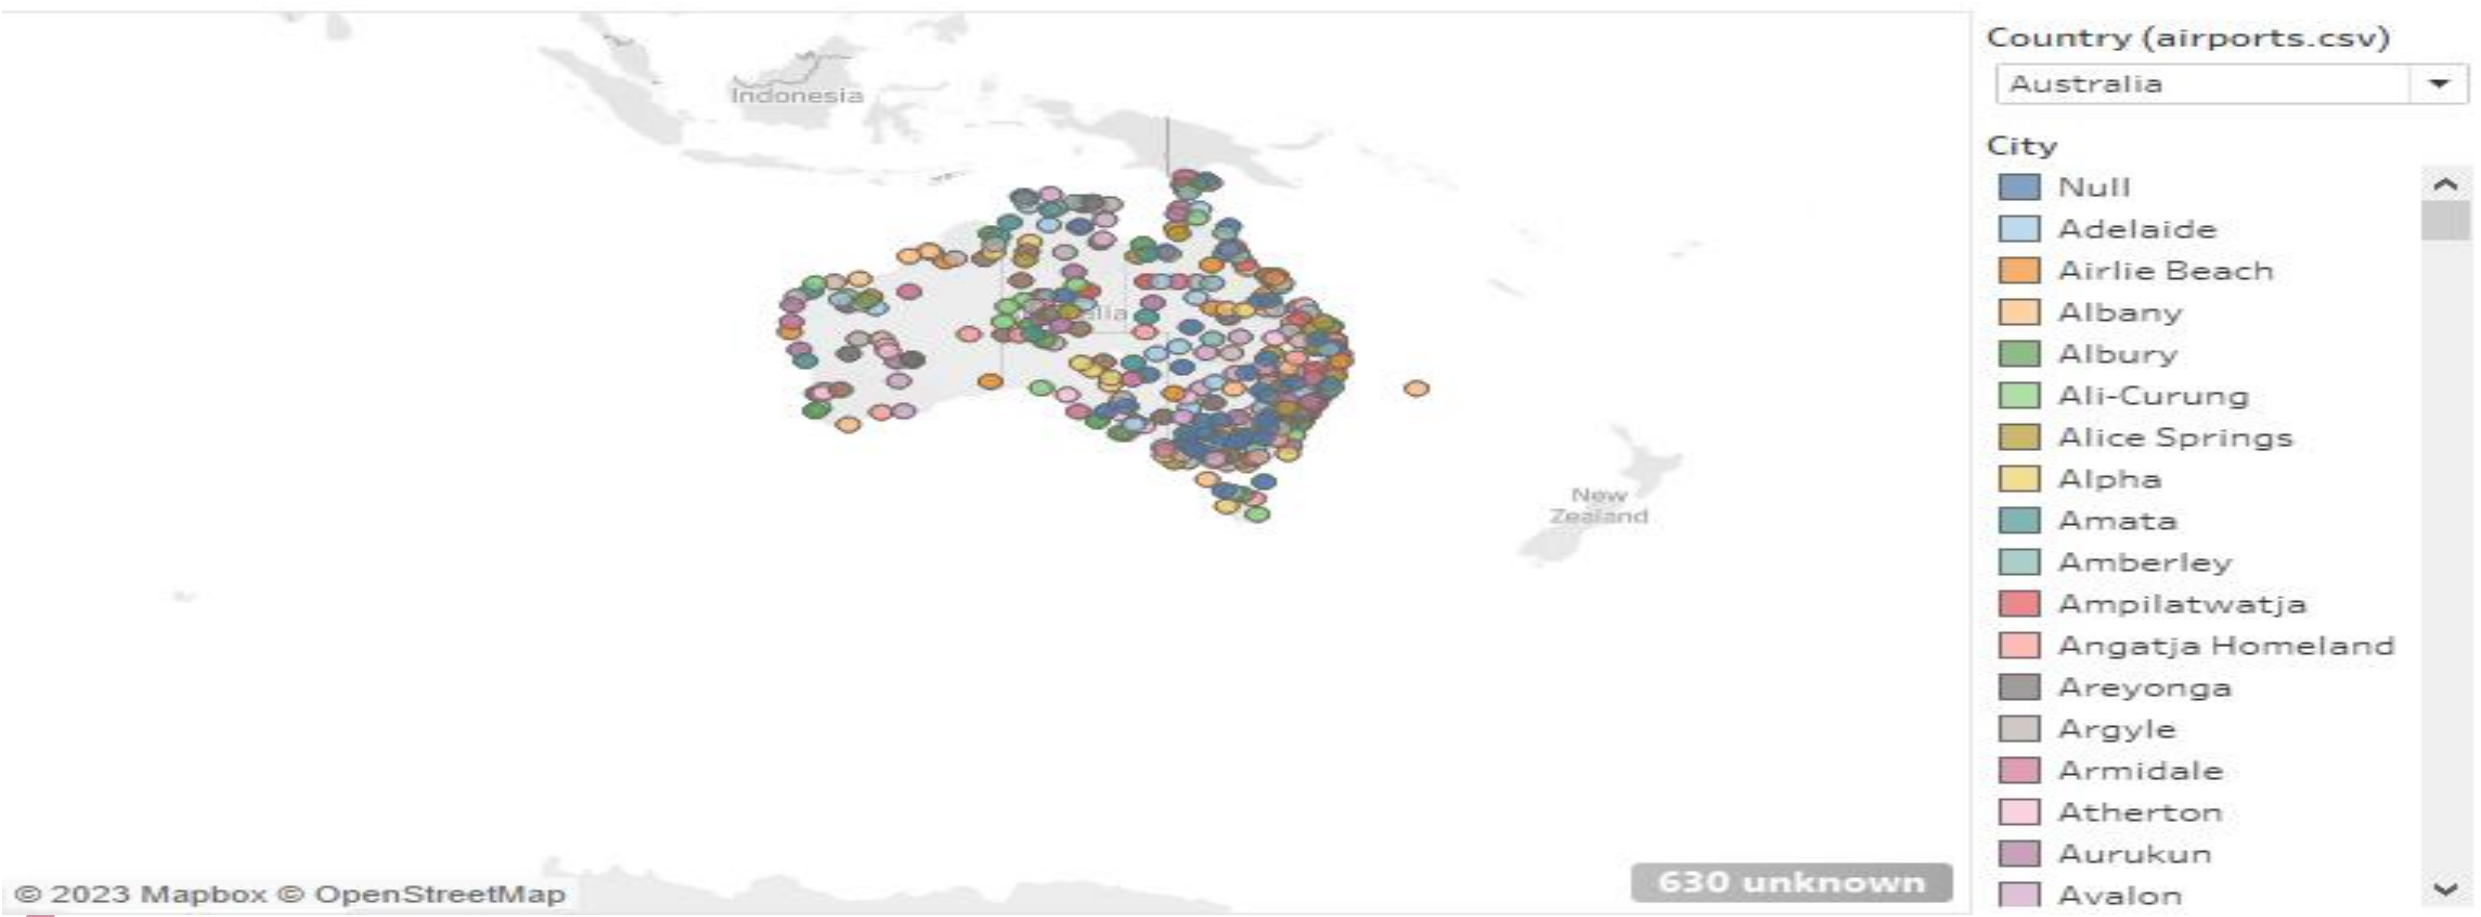 Indonesia
alia
New
Zealand
© 2023 Mapbox © OpenStreetMap
630 unknown
Country (airports.csv)
Australia
City
Null
Adelaide
Airlie Beach
Albany
Albury
Ali-Curung
Alice Springs
Alpha
Amata
Amberley
Ampilatwatja
Angatja Homeland
Areyonga
Argyle
Armidale
Atherton
Aurukun
Avalon